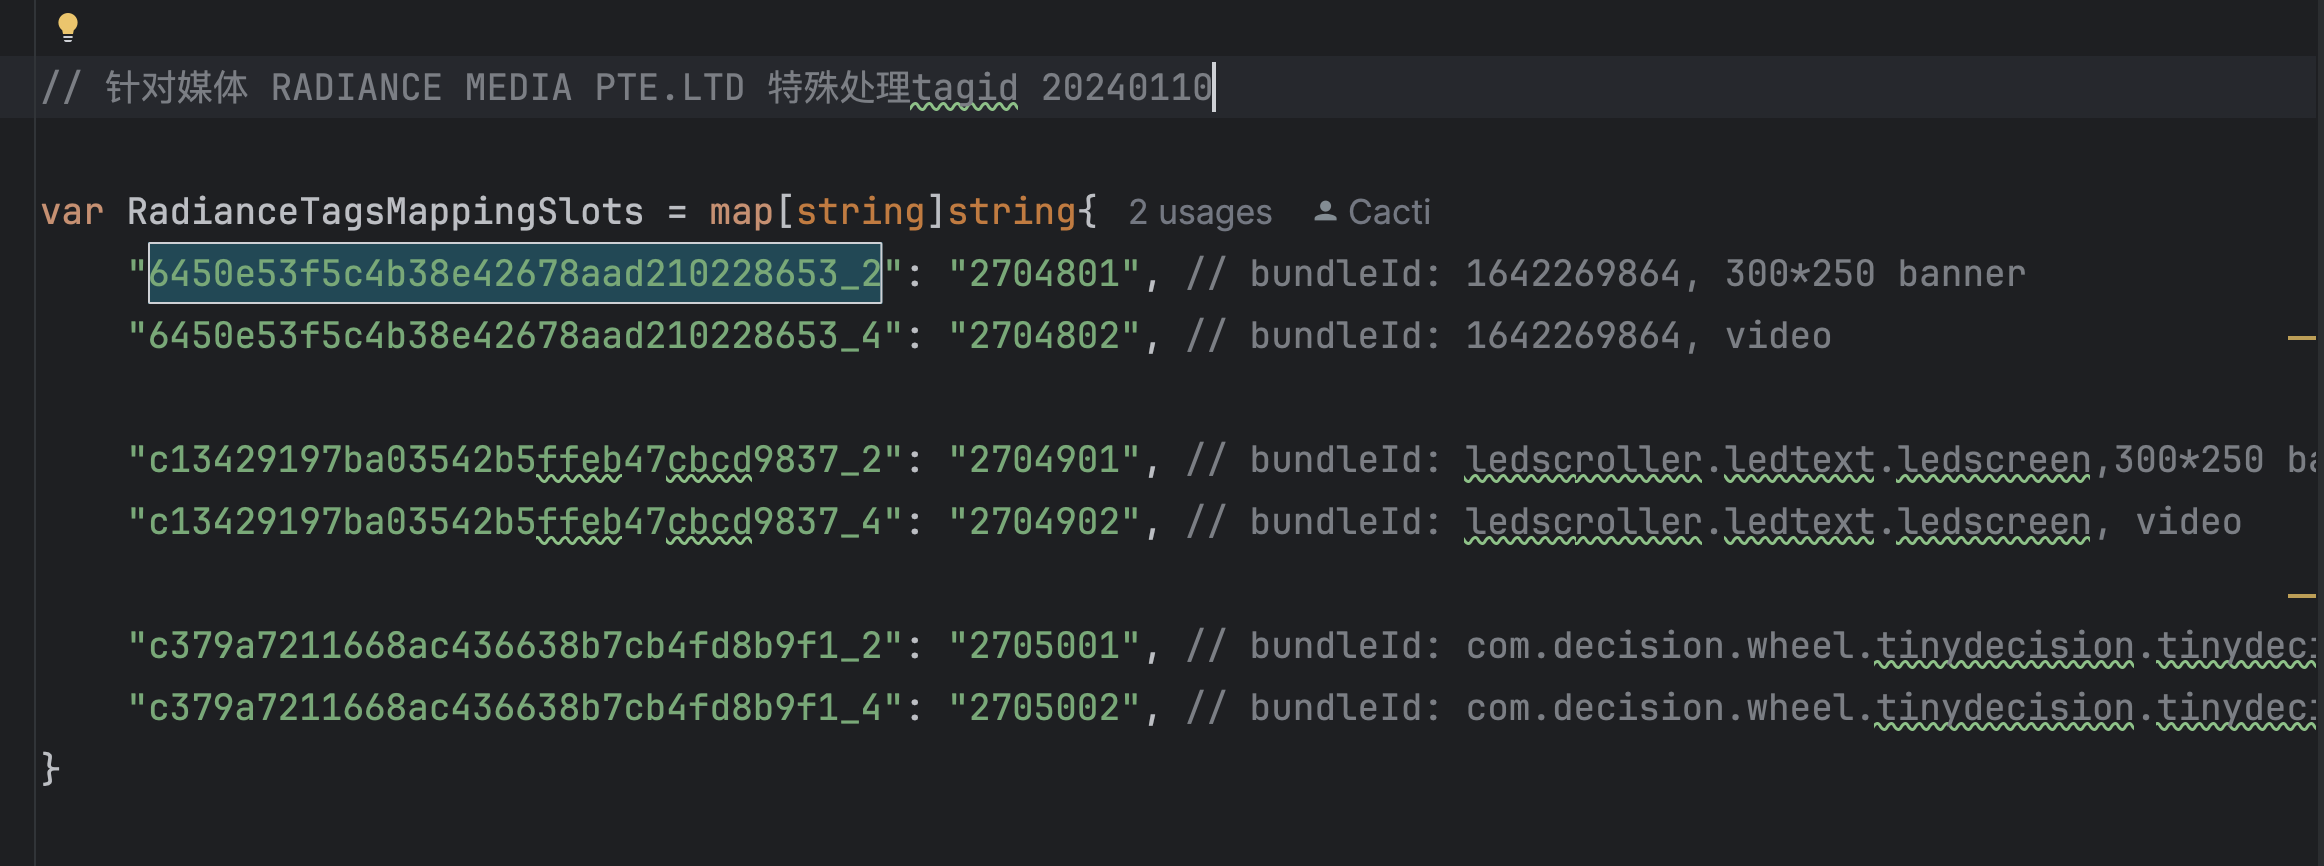 // 针对媒体 RADIANCE MEDIA PTE.LTD 特殊处理tagid 20240110
var RadianceTagsMappingSlots = map[string]string{ 2 usages Cacti
"6450e53f5c4b38e42678aad210228653_2": "2704801", // bundleId: 1642269864, 300*250 banner
"6450e53f5c4b38e42678aad210228653_4": "2704802", // bundleId: 1642269864, video
"c13429197ba03542b5ffeb47cbcd9837_2": "2704901", // bundleId: ledscroller.ledtext.ledscreen,300*250 ba
"c13429197ba03542b5ffeb47cbcd9837_4": "2704902", // bundleId: ledscroller.ledtext.ledscreen, video
"c379a7211668ac436638b7cb4fd8b9f1_2": "2705001", // bundleId: com.decision.wheel.tinydecision.tinydeci
"c379a7211668ac436638b7cb4fd8b9f1_4": "2705002", // bundleId: com.decision.wheel.tinydecision.tinydeci
}